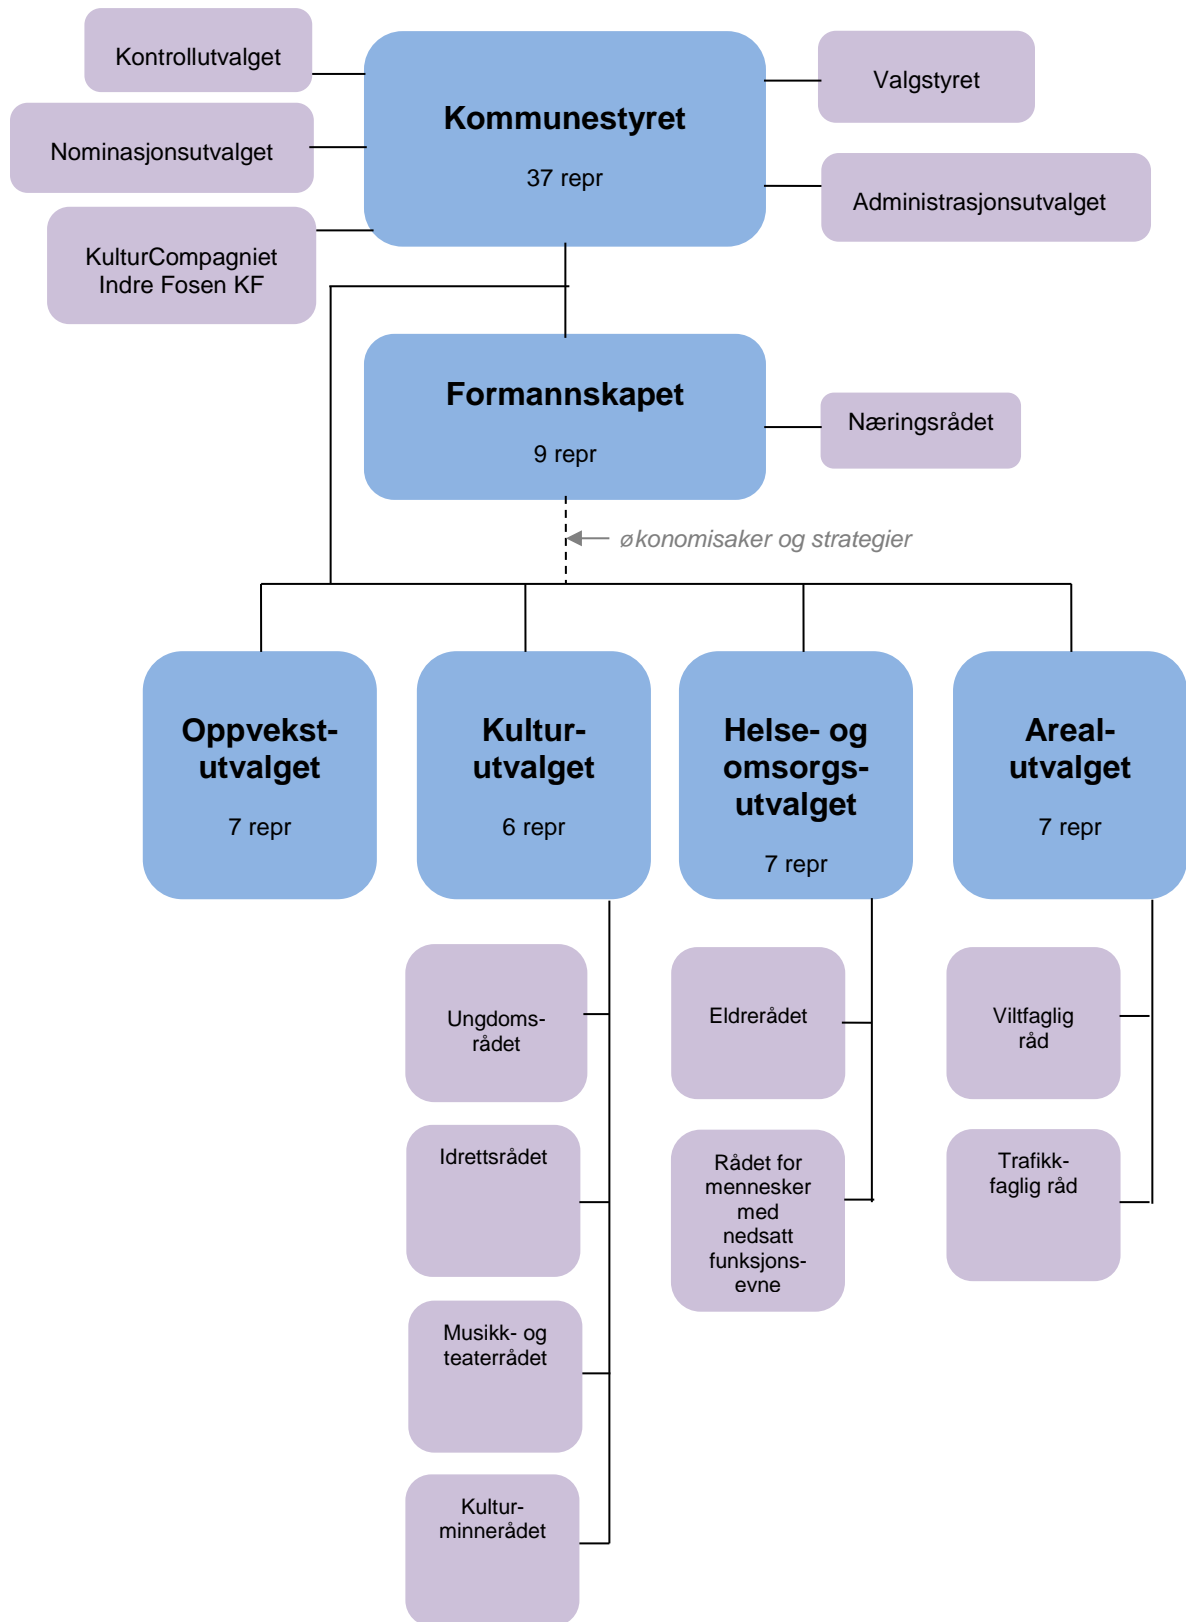 Kontrollutvalget
Nominasjonsutvalget
KulturCompagniet
Indre Fosen KF
Kommunestyret
37 repr
Valgstyret
Administrasjonsutvalget
Formannskapet
9 repr
Næringsrådet
økonomisaker og strategier
Oppvekst-
utvalget
7 repr
Kultur-
utvalget
6 repr
Helse- og
omsorgs-
utvalget
7 repr
Areal-
utvalget
7 repr
Ungdoms-
rådet
Idrettsrådet
Musikk- og
teaterrådet
Kultur-
minnerådet
Eldrerådet
Rådet for
mennesker
med
nedsatt
funksjons-
evne
Viltfaglig
råd
Trafikk-
faglig råd